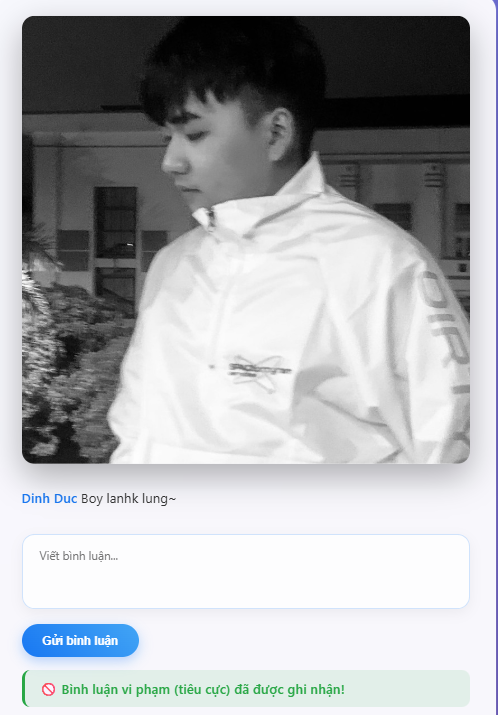 DIRTY
Dinh Duc Boy lanhk lung~
Viết bình luận...
Gửi bình luận
Bình luận vi phạm (tiêu cực) đã được ghi nhận!